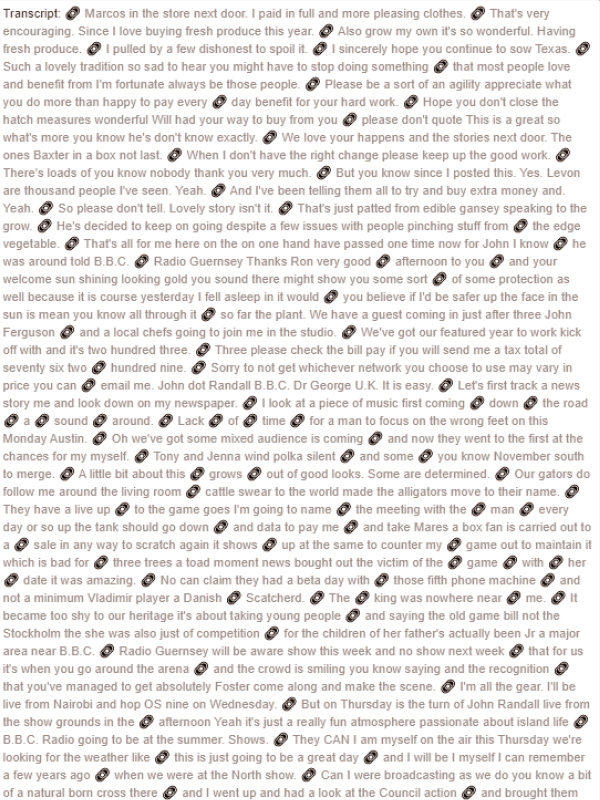 Transcript: Marcos in the store next door. I paid in full and more pleasing clothes. That's very
encouraging. Since I love buying fresh produce this year. Also grow my own it's so wonderful. Having
fresh produce. I pulled by a few dishonest to spoil it. I sincerely hope you continue to sow Texas.
Such a lovely tradition so sad to hear you might have to stop doing something that most people love
and benefit from I'm fortunate always be those people. Please be a sort of an agility appreciate what
you do more than happy to pay every day benefit for your hard work. Hope you don't close the
hatch measures wonderful Will had your way to buy from you please don't quote This is a great so
what's more you know he's don't know exactly. We love your happens and the stories next door. The
ones Baxter in a box not last. When I don't have the right change please keep up the good work.
There's loads of you know nobody thank you very much. But you know since I posted this. Yes. Levon
are thousand people I've seen. Yeah. And I've been telling them all to try and buy extra money and.
Yeah. So please don't tell. Lovely story isn't it. That's just patted from edible gansey speaking to the
grow. He's decided to keep on going despite a few issues with people pinching stuff from the edge
vegetable. That's all for me here on the on one hand have passed one time now for John I know he
was around told B.B.C. Radio Guernsey Thanks Ron very good afternoon to you and your
welcome sun shining looking gold you sound there might show you some sort of some protection as
well because it is course yesterday I fell asleep in it would you believe if I'd be safer up the face in the
sun is mean you know all through it so far the plant. We have a guest coming in just after three John
Ferguson and a local chefs going to join me in the studio. We've got our featured year to work kick
off with and it's two hundred three. Three please check the bill pay if you will send me a tax total of
seventy six two hundred nine. Sorry to not get whichever network you choose to use may vary in
price you can email me. John dot Randall B.B.C. Dr George U.K. It is easy. Let's first track a news
story me and look down on my newspaper. I look at a piece of music first coming down the road
a sound around. Lack of time for a man to focus on the wrong feet on this
Monday Austin. Oh we've got some mixed audience is coming and now they went to the first at the
chances for my myself. Tony and Jenna wind polka silent and some you know November south
to merge. A little bit about this grows out of good looks. Some are determined. Our gators do
follow me around the living room cattle swear to the world made the alligators move to their name.
They have a live up to the game goes I'm going to name the meeting with the man every
day or so up the tank should go down and data to pay me and take Mares a box fan is carried out to
a sale in any way to scratch again it shows up at the same to counter my game out to maintain it
which is bad for three trees a toad moment news bought out the victim of the game with her
date it was amazing. No can claim they had a beta day with those fifth phone machine and
not a minimum Vladimir player a Danish Scatcherd. The king was nowhere near me. It
became too shy to our heritage it's about taking young people and saying the old game bill not the
Stockholm the she was also just of competition for the children of her father's actually been Jr a major
area near B.B.C. Radio Guernsey will be aware show this week and no show next week that for us
it's when you go around the arena and the crowd is smiling you know saying and the recognition
that you've managed to get absolutely Foster come along and make the scene. I'm all the gear. I'll be
live from Nairobi and hop OS nine on Wednesday. But on Thursday is the turn of John Randall live from
the show grounds in the afternoon Yeah it's just a really fun atmosphere passionate about island life
B.B.C. Radio going to be at the summer. Shows. They CAN I am myself on the air this Thursday we're
looking for the weather like this is just going to be a great day and I will be I myself I can remember
a few years ago when we were at the North show. Can I were broadcasting as we do you know a bit
of a natural born cross there and I went up and had a look at the Council action and brought them